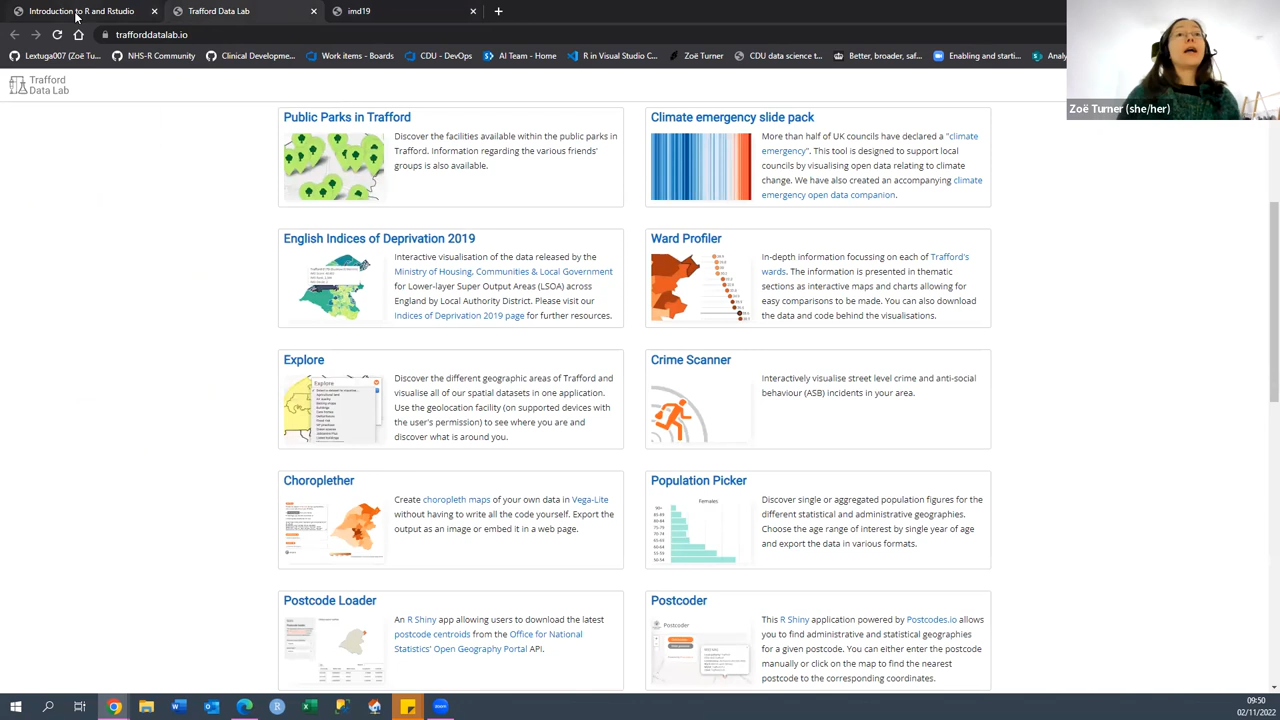 Introduction to R and Rstudio
Trafford Data Lab
imd19
trafforddatalab.io
Lextuga007 (Zoë Tu...
NHS-R Community
Clinical Developme...
Work items - Boards
CDU - Data Science...
Team - Home
R in Visual Studio C...
Zoë Turner
Data science t...
Better, broader, saf...
Enabling and starti...
Analy
Trafford
Data Lab
Zoë Turner (she/her)
Public Parks in Trafford
Discover the facilities available within the public parks in
Trafford. Information regarding the various friends'
groups is also available.
Climate emergency slide pack
More than half of UK councils have declared a "climate
emergency". This tool is designed to support local
councils by visualising open data relating to climate
change. We have also created an accompanying climate
emergency open data companion.
English Indices of Deprivation 2019
Interactive exploration of the data released by the
Ministry of Housing, Communities & Local Government
for Lower-layer Super Output Areas (LSOA) across
England by Local Authority District. Please visit our
Indices of Deprivation 2019 page for further resources.
Ward Profiler
In-depth information focussing on each of Trafford's
wards. The information is presented in thematic
sections as interactive maps and charts allowing for
easy comparisons to be made. You can also download
the data and code behind the visualisations.
Explore
Explore
Discover the different geographic areas of Trafford and
visualise all of our spatial datasets in one application.
Use the geolocation feature (on supported devices with
the user's permission) to see where you are and
discover what is around you.
Crime Scanner
Interactively visualise street level crime and anti-social
behaviour (ASB) incidents in your area.
Choroplether
Create choropleth maps of your own data in Vega-Lite
without having to write all the code yourself. Export the
output as an image or embed it in a web page.
Population Picker
Females
Discover single or aggregated population figures for the
different statistical and administrative geographies.
Choose the age range of interest by single year of age
and export the data in various formats.
Postcode Loader
An R Shiny app allowing users to download the latest
postcode centroids from the Office for National
Statistics' Open Geography Portal API.
Postcoder
Postcoder
This R Shiny application powered by Postcodes.io allows
you to find administrative and statistical geographies
for a given postcode. You can either enter the postcode
or click on the map to find the nearest
postcode to the corresponding coordinates.
09:50
02/11/2022